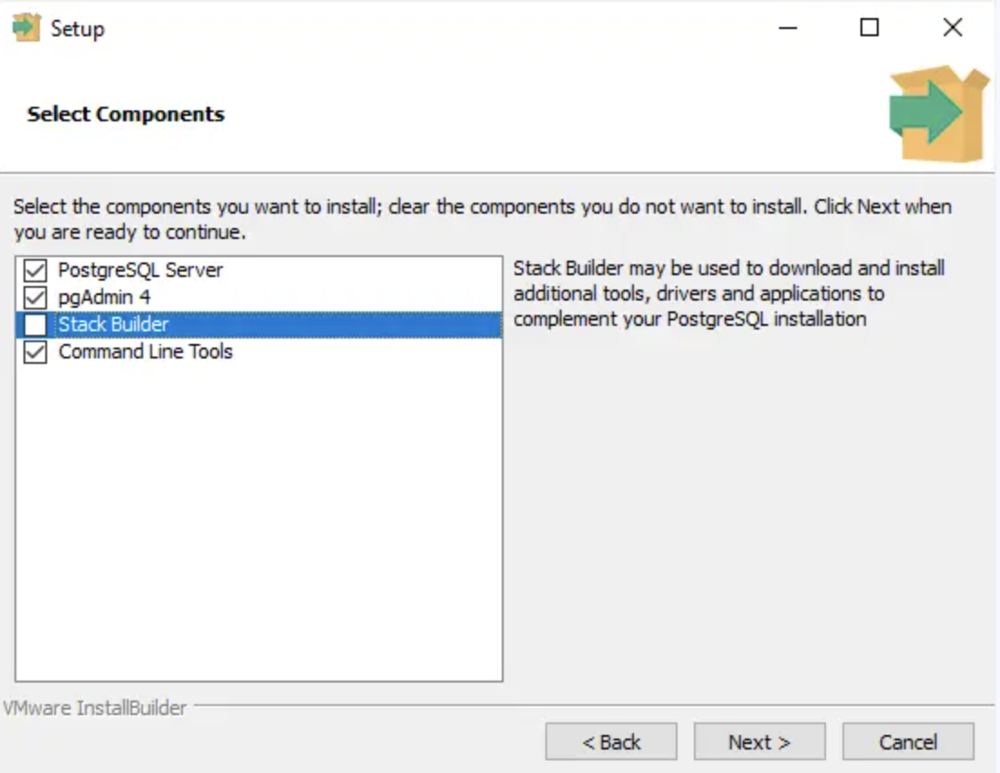 Setup
Select Components
Select the components you want to install; clear the components you do not want to install. Click Next when
you are ready to continue.
PostgreSQL Server
pgAdmin 4
Stack Builder
Command Line Tools
Stack Builder may be used to download and install
additional tools, drivers and applications to
complement your PostgreSQL installation
VMware InstallBuilder
< Back
Next >
Cancel